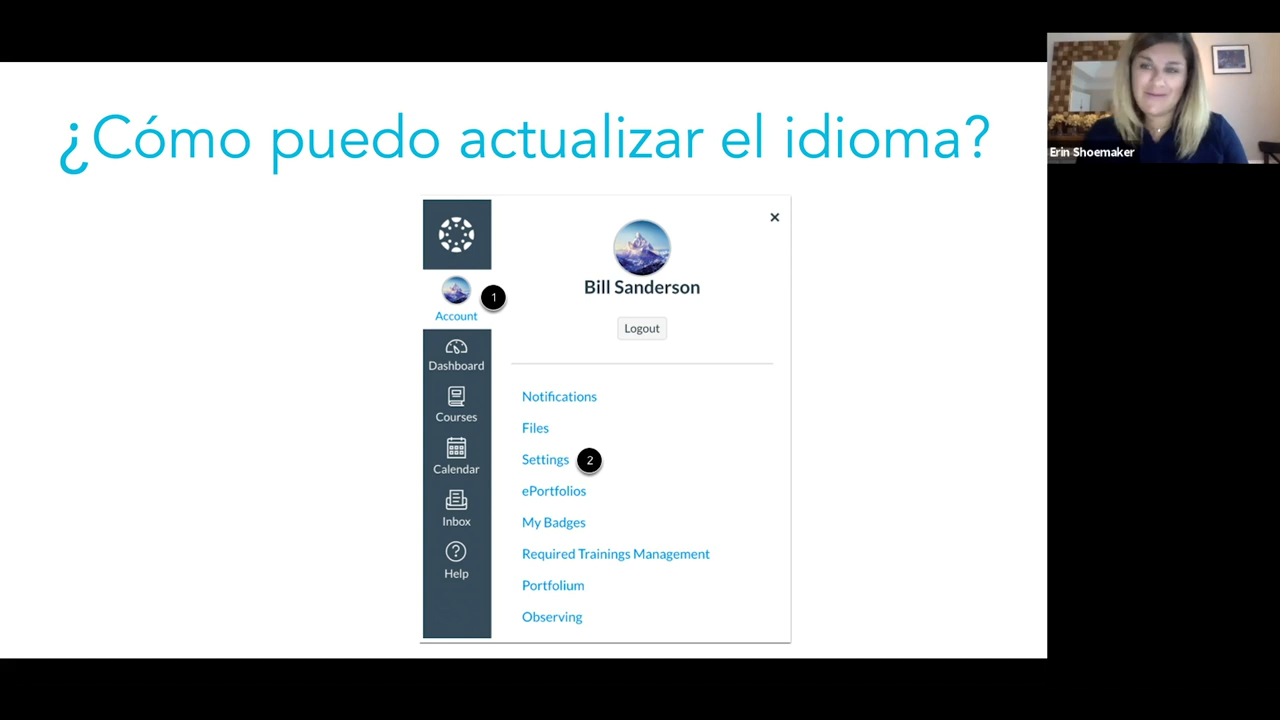 ¿Cómo puedo actualizar el idioma?
Erin Shoemaker
Bill Sanderson
1
Account
Logout
Dashboard
Notifications
Courses
Files
Settings 2
Calendar
ePortfolios
Inbox
My Badges
Required Trainings Management
Help
Portfolium
Observing